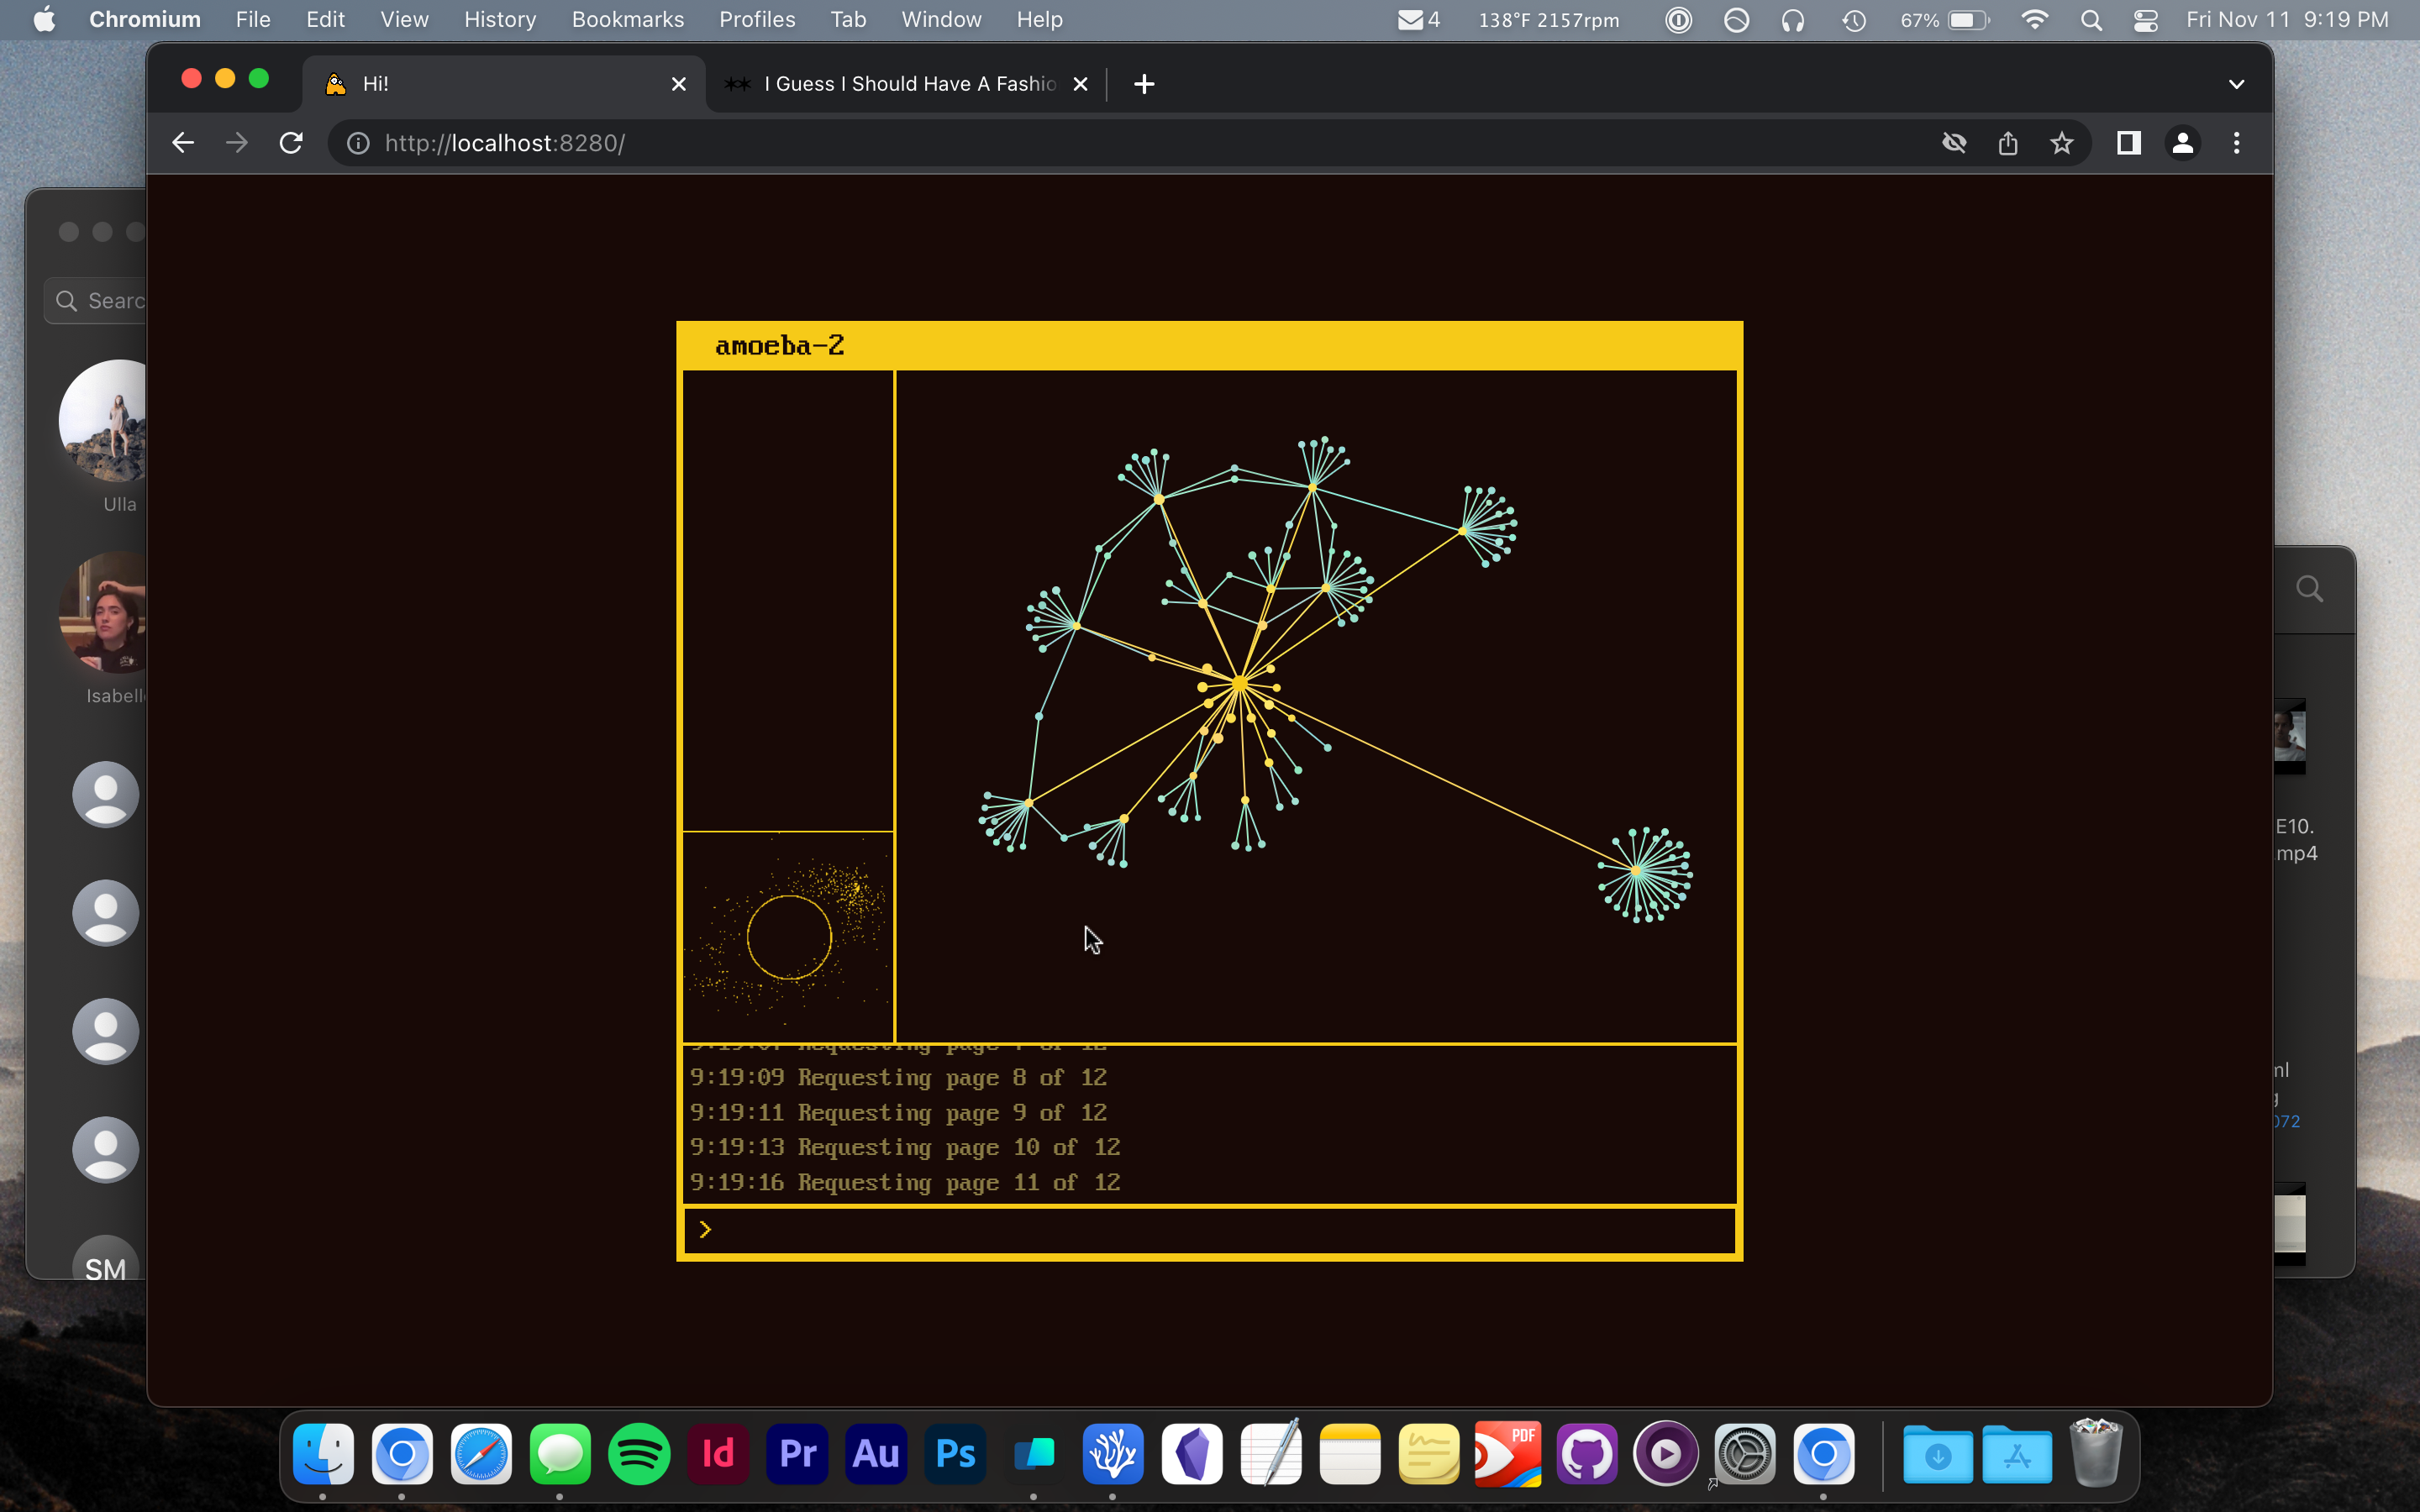 Chromium File Edit View History Bookmarks Profiles Tab Window Help 4 138°F 2157rpm 67% Fri Nov 11 9:19 PM
Hi! I Guess I Should Have A Fashio
http://localhost:8280/
Searc
Ulla
Isabell
SM
amoeba-2
9:19:09 Requesting page 8 of 12
9:19:11 Requesting page 9 of 12
9:19:13 Requesting page 10 of 12
9:19:16 Requesting page 11 of 12
>
E10.
.mp4
072
Id Pr Au Ps PDF